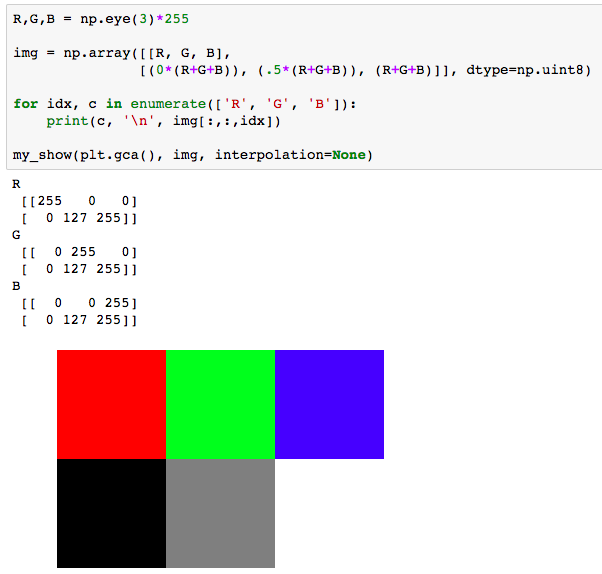 R,G,B = np.eye(3)*255
img = np.array([[R, G, B],
[(0*(R+G+B)), (.5*(R+G+B)), (R+G+B)]], dtype=np.uint8)
for idx, c in enumerate(['R', 'G', 'B']):
print(c, '\n', img[:,:,idx])
my_show(plt.gca(), img, interpolation=None)
R
[[255 0 0]
[ 0 127 255]]
G
[[ 0 255 0]
[ 0 127 255]]
B
[[ 0 0 255]
[ 0 127 255]]